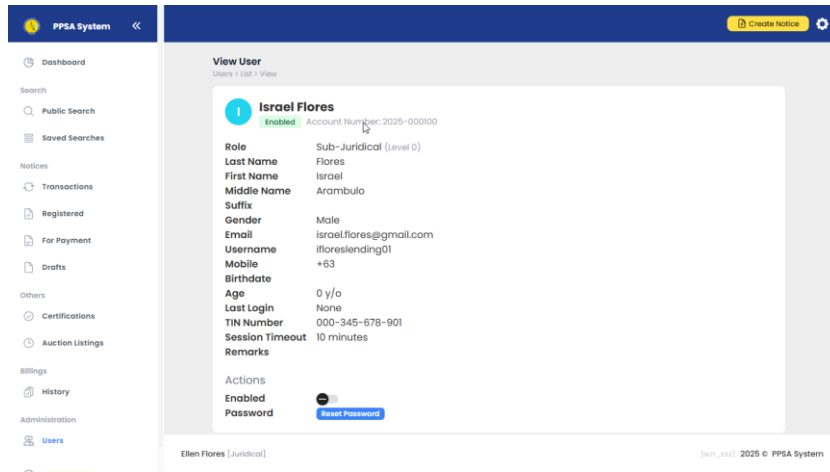 PPSA System
Create Notice
Dashboard
Search
Public Search
Saved Searches
Notices
Transactions
Registered
For Payment
Drafts
Others
Certifications
Auction Listings
Billings
History
Administration
Users
View User
Users > List > View
I
Israel Flores
Enabled Account Number: 2025-000100
Role Sub-Juridical (Level 0)
Last Name Flores
First Name Israel
Middle Name Arambulo
Suffix
Gender Male
Email israel.flores@gmail.com
Username ifloreslending01
Mobile +63
Birthdate
Age 0 y/o
Last Login None
TIN Number 000-345-678-901
Session Timeout 10 minutes
Remarks
Actions
Enabled
Password Reset Password
Ellen Flores [Juridical]
2025 © PPSA System